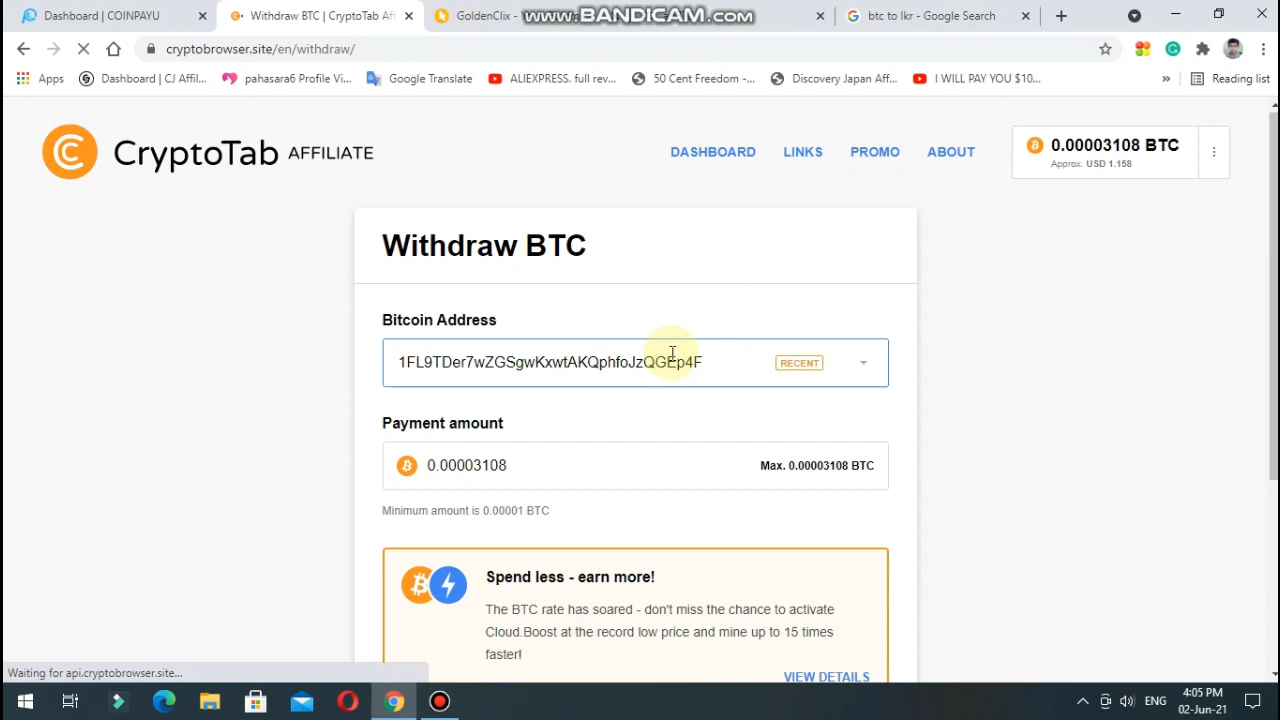 Dashboard | COINPAYU
Withdraw BTC | CryptoTab Aff
GoldenClix -
www.BANDICAM.com
btc to lkr - Google Search
cryptobrowser.site/en/withdraw/
Apps
Dashboard | CJ Affil...
pahasara6 Profile Vi...
Google Translate
ALIEXPRESS. full rev...
50 Cent Freedom -...
Discovery Japan Aff...
I WILL PAY YOU $10...
»
Reading list
CryptoTab AFFILIATE
DASHBOARD
LINKS
PROMO
ABOUT
0.00003108 BTC
Approx. USD 1.158
Withdraw BTC
Bitcoin Address
1FL9TDer7wZGSgwKxwtAKQphfoJzQGEp4F
RECENT
Payment amount
0.00003108
Max. 0.00003108 BTC
Minimum amount is 0.00001 BTC
Spend less - earn more!
The BTC rate has soared - don't miss the chance to activate
Cloud.Boost at the record low price and mine up to 15 times
faster!
VIEW DETAILS
Waiting for api.cryptobrowser.site...
ENG
4:05 PM
02-Jun-21